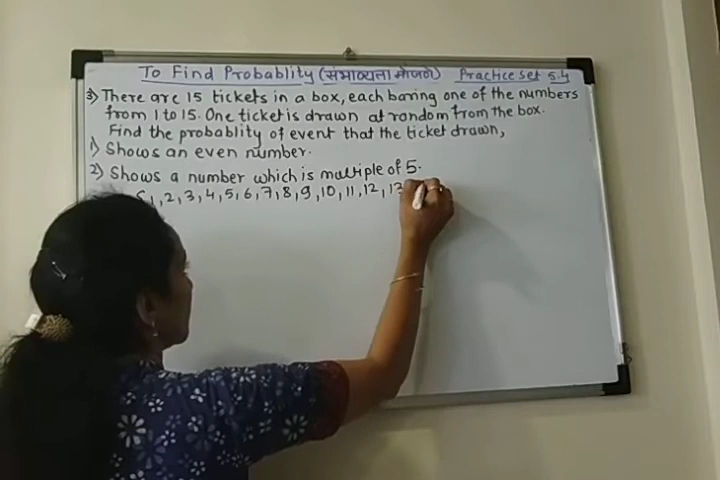 To Find Probablity (संभाव्यता मोजणे) Practice Set 5.4
3) There are 15 tickets in a box, each baring one of the numbers
from 1 to 15. One ticket is drawn at random from the box.
Find the probablity of event that the ticket drawn,
1) Shows an even number.
2) Shows a number which is multiple of 5.
1, 2, 3, 4, 5, 6, 7, 8, 9, 10, 11, 12, 13